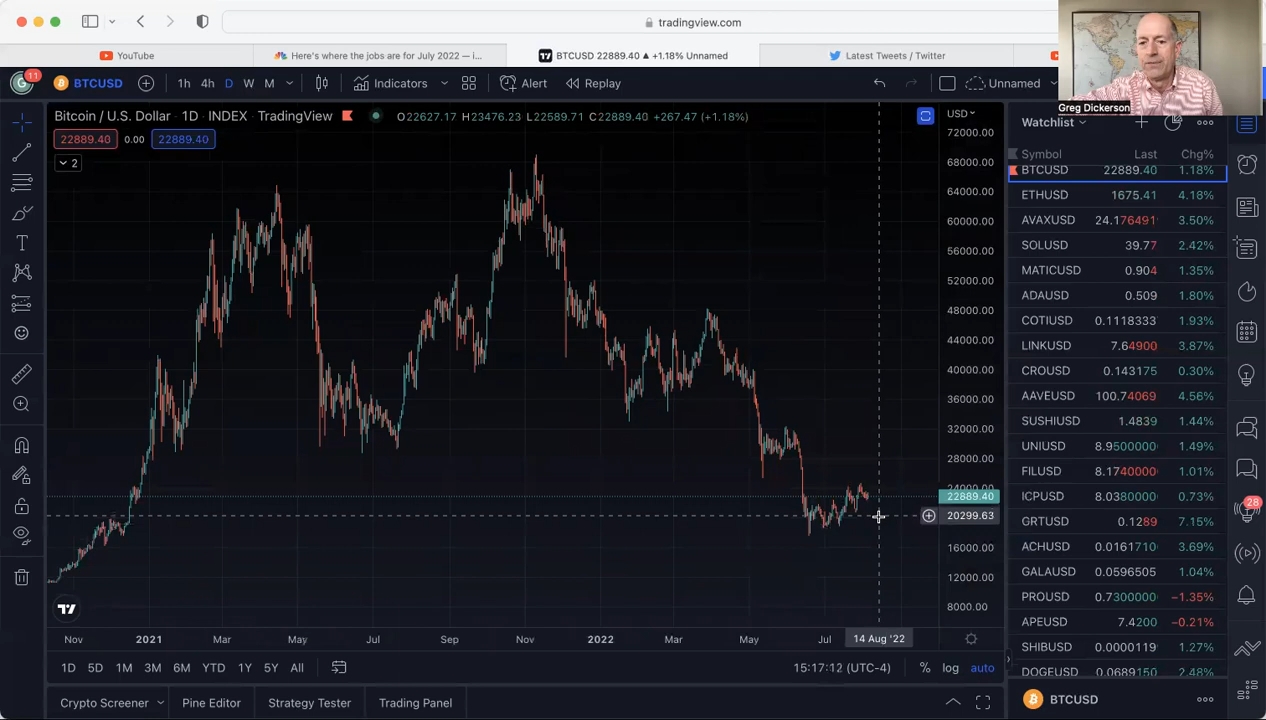 tradingview.com
YouTube
Here's where the jobs are for July 2022 — i...
BTCUSD 22889.40 ▲ +1.18% Unnamed
Latest Tweets / Twitter
G 11 BTCUSD 1h 4h D W M Indicators Alert Replay Unnamed
Greg Dickerson
Bitcoin / U.S. Dollar · 1D · INDEX · TradingView O22627.17 H23476.23 L22589.71 C22889.40 +267.47 (+1.18%)
22889.40 0.00 22889.40
2
USD
72000.00
68000.00
64000.00
60000.00
56000.00
52000.00
48000.00
44000.00
40000.00
36000.00
32000.00
28000.00
24000.00
22889.40
20299.63
16000.00
12000.00
8000.00
Nov 2021 Mar May Jul Sep Nov 2022 Mar May Jul 14 Aug '22
1D 5D 1M 3M 6M YTD 1Y 5Y All 15:17:12 (UTC-4) % log auto
Crypto Screener Pine Editor Strategy Tester Trading Panel
Watchlist
Symbol Last Chg%
BTCUSD 22889.40 1.18%
ETHUSD 1675.41 4.18%
AVAXUSD 24.176491 3.50%
SOLUSD 39.77 2.42%
MATICUSD 0.904 1.35%
ADAUSD 0.509 1.80%
COTIUSD 0.1118333 1.93%
LINKUSD 7.64900 3.87%
CROUSD 0.143175 0.30%
AAVEUSD 100.74069 4.56%
SUSHIUSD 1.4839 1.44%
UNIUSD 8.9500000 1.49%
FILUSD 8.1740000 1.01%
ICPUSD 8.0380000 0.73%
GRTUSD 0.1289 7.15%
ACHUSD 0.0161710 3.69%
GALAUSD 0.0596505 1.04%
PROUSD 0.7300000 −1.35%
APEUSD 7.4200 −0.21%
SHIBUSD 0.0000119 1.27%
DOGEUSD 0.0689150 2.48%
BTCUSD
28